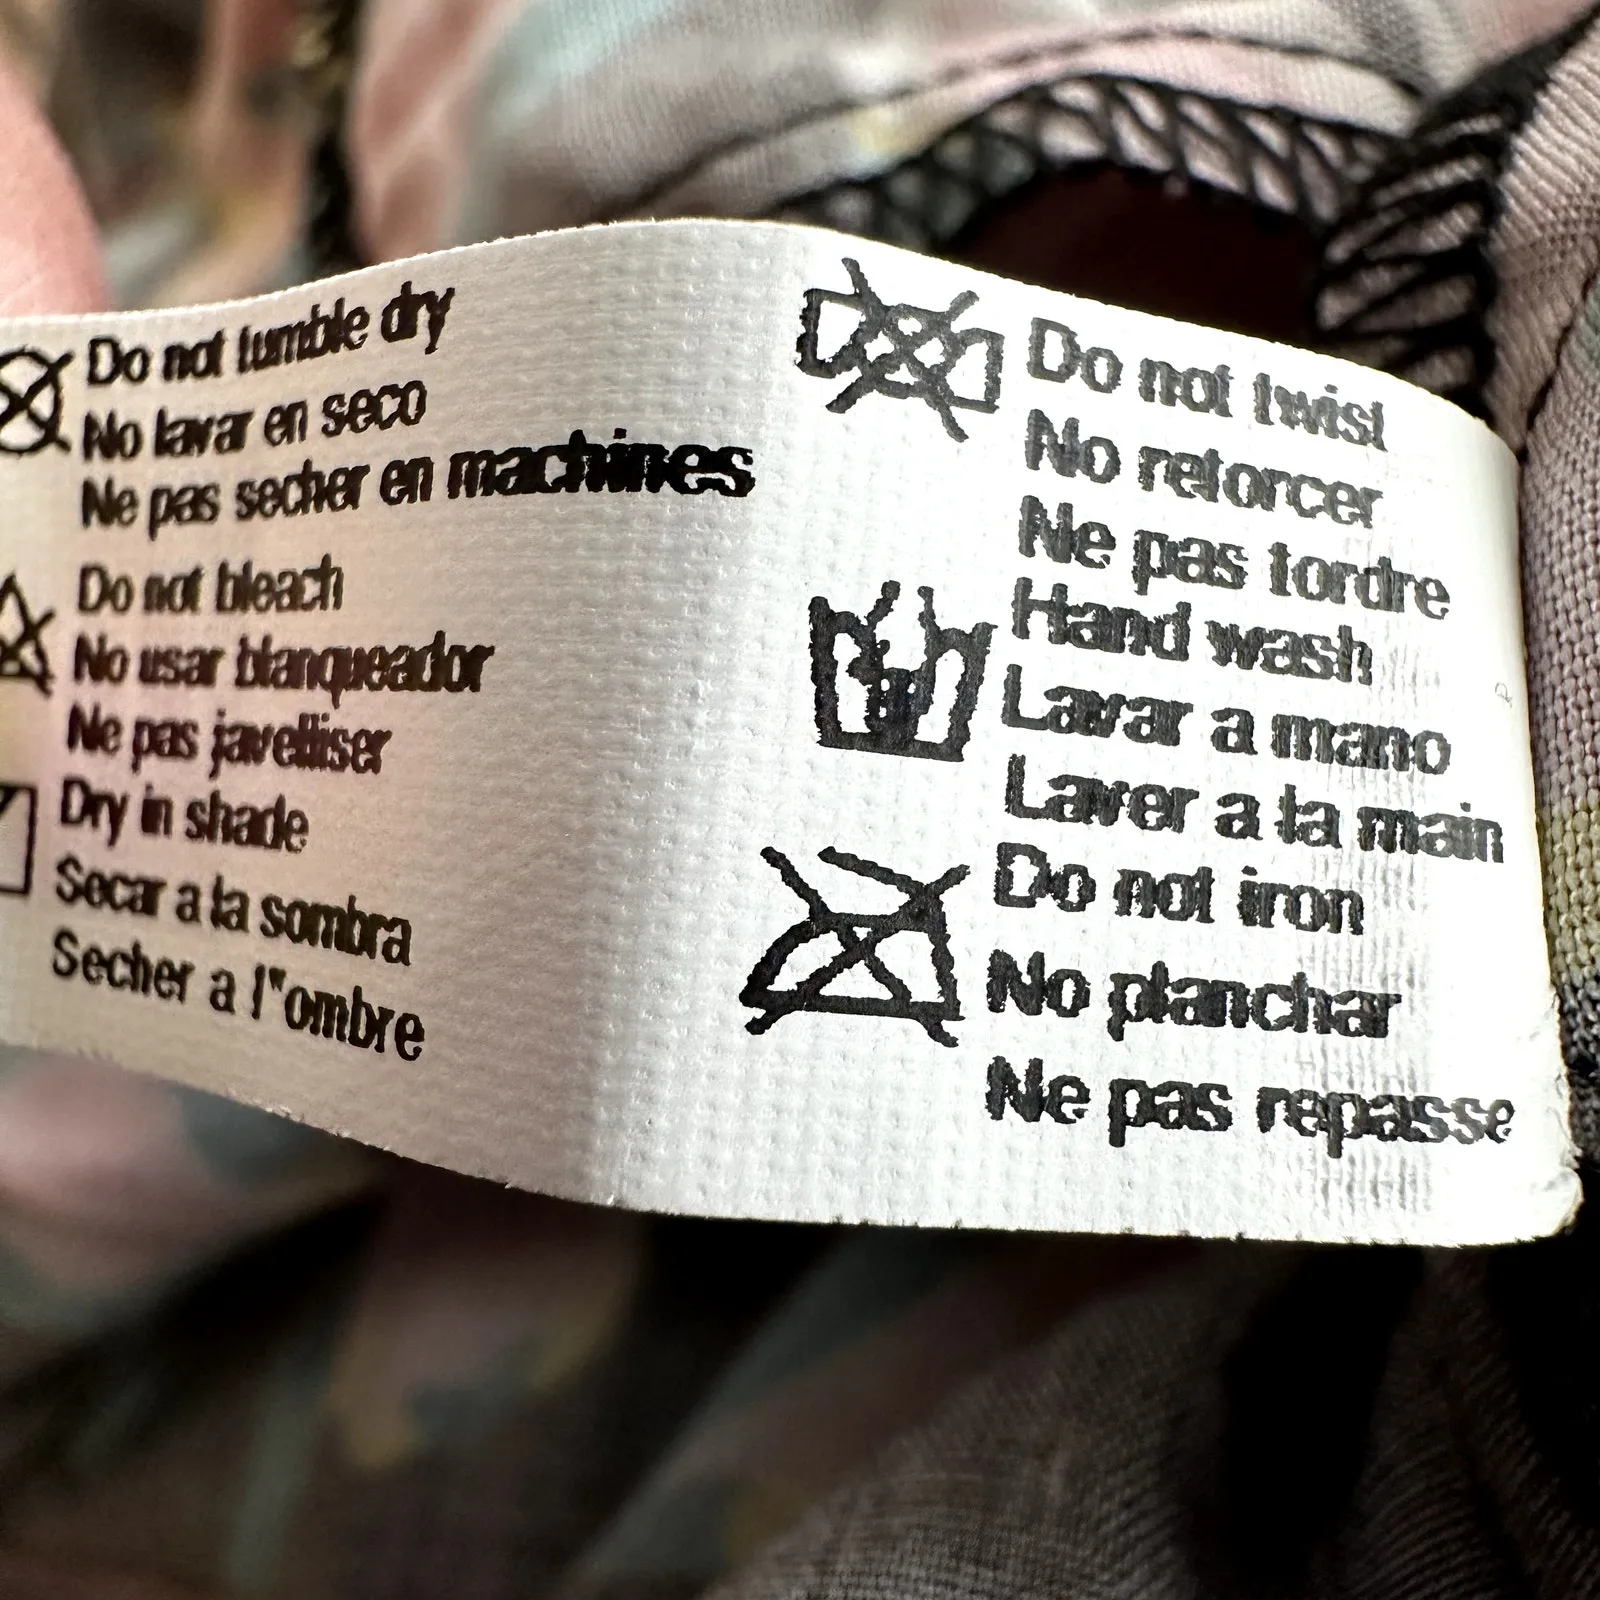 Do not tumble dry
No lavar en seco
Ne pas secher en machines
Do not bleach
No usar blanqueador
Ne pas javelliser
Dry in shade
Secar a la sombra
Secher a l"ombre
Do not twist
No retorcer
Ne pas tordre
Hand wash
Lavar a mano
Laver a la main
Do not iron
No planchar
Ne pas repasse